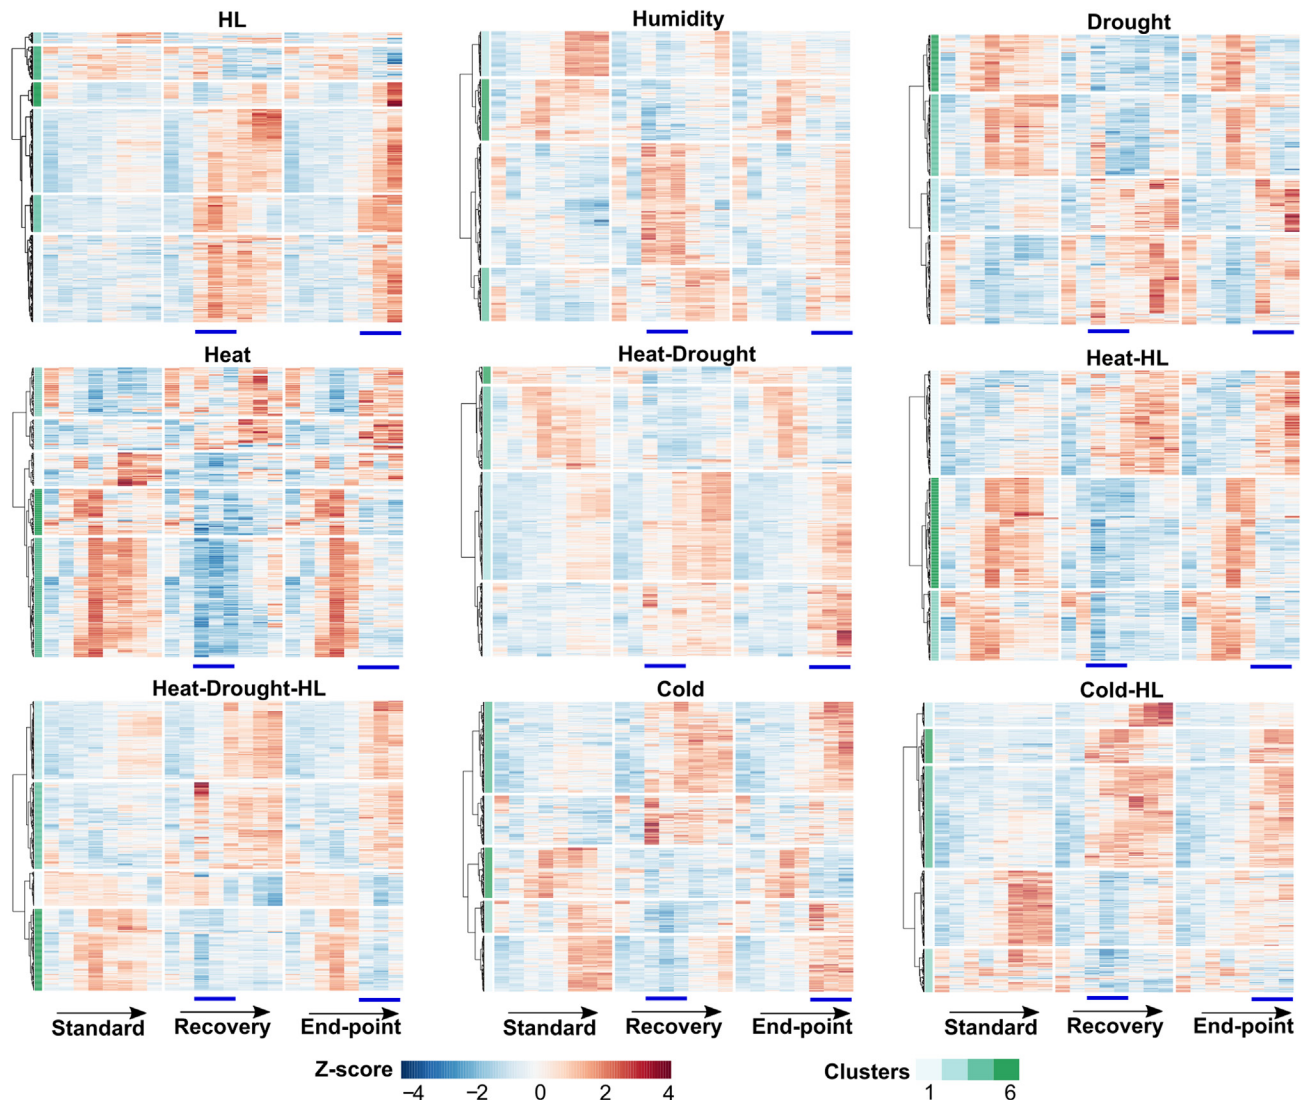 HL
Humidity
Drought
Heat
Heat-Drought
Heat-HL
Heat-Drought-HL
Cold
Cold-HL
Standard Recovery End-point
Standard Recovery End-point
Standard Recovery End-point
Z-score
−4 −2 0 2 4
Clusters
1 6